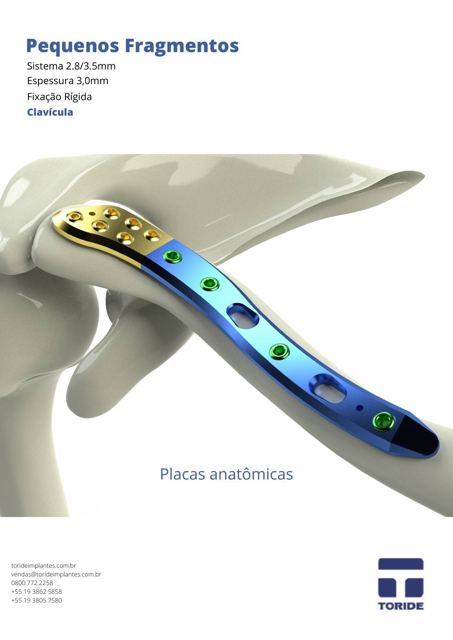 Pequenos Fragmentos
Sistema 2.8/3.5mm
Espessura 3,0mm
Fixação Rígida
Clavícula
Placas anatômicas
torideimplantes.com.br
vendas@torideimplantes.com.br
0800.772.2258
+55 19 3862 5858
+55 19 3805 7580
TORIDE